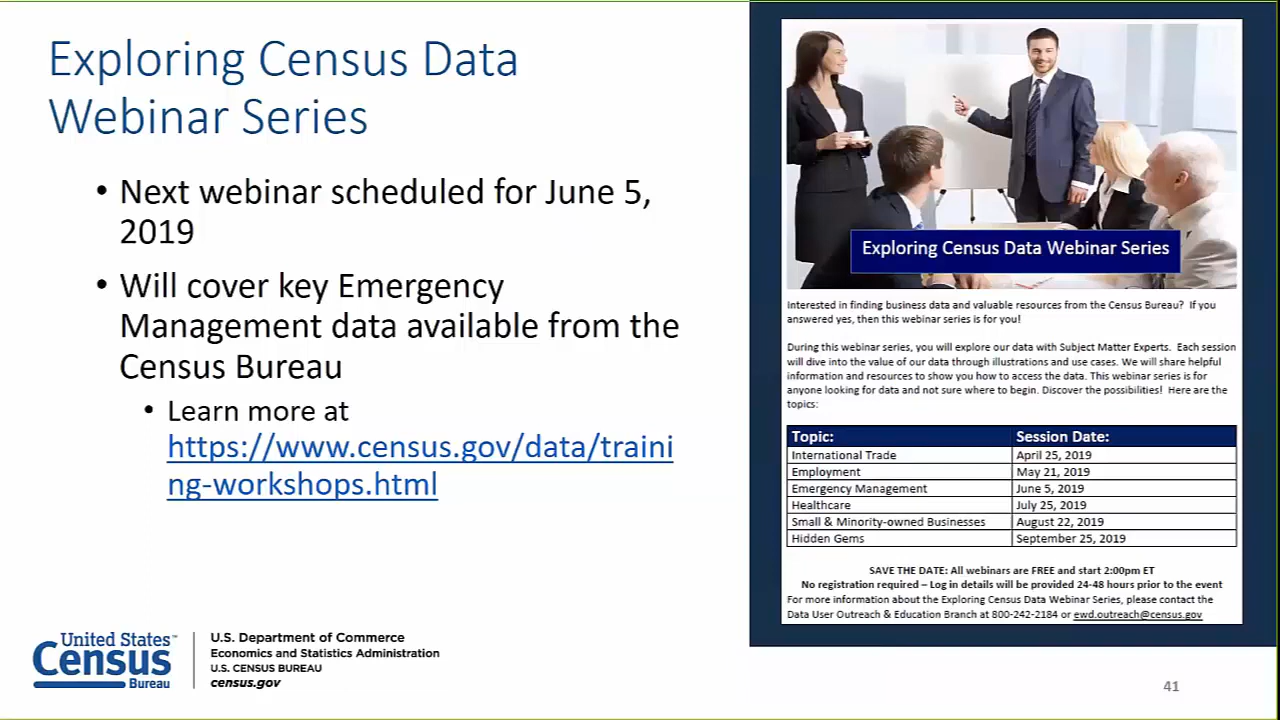 Exploring Census Data
Webinar Series
• Next webinar scheduled for June 5,
2019
• Will cover key Emergency
Management data available from the
Census Bureau
• Learn more at
https://www.census.gov/data/traini
ng-workshops.html
Exploring Census Data Webinar Series
Interested in finding business data and valuable resources from the Census Bureau? If you
answered yes, then this webinar series is for you!
During this webinar series, you will explore our data with Subject Matter Experts. Each session
will dive into the value of our data through illustrations and use cases. We will share helpful
information and resources to show you how to access the data. This webinar series is for
anyone looking for data and not sure where to begin. Discover the possibilities! Here are the
topics:
Topic: Session Date:
International Trade April 25, 2019
Employment May 21, 2019
Emergency Management June 5, 2019
Healthcare July 25, 2019
Small & Minority-owned Businesses August 22, 2019
Hidden Gems September 25, 2019
SAVE THE DATE: All webinars are FREE and start 2:00pm ET
No registration required – Log in details will be provided 24-48 hours prior to the event
For more information about the Exploring Census Data Webinar Series, please contact the
Data User Outreach & Education Branch at 800-242-2184 or ewd.outreach@census.gov
United States™
Census
Bureau
U.S. Department of Commerce
Economics and Statistics Administration
U.S. CENSUS BUREAU
census.gov
41